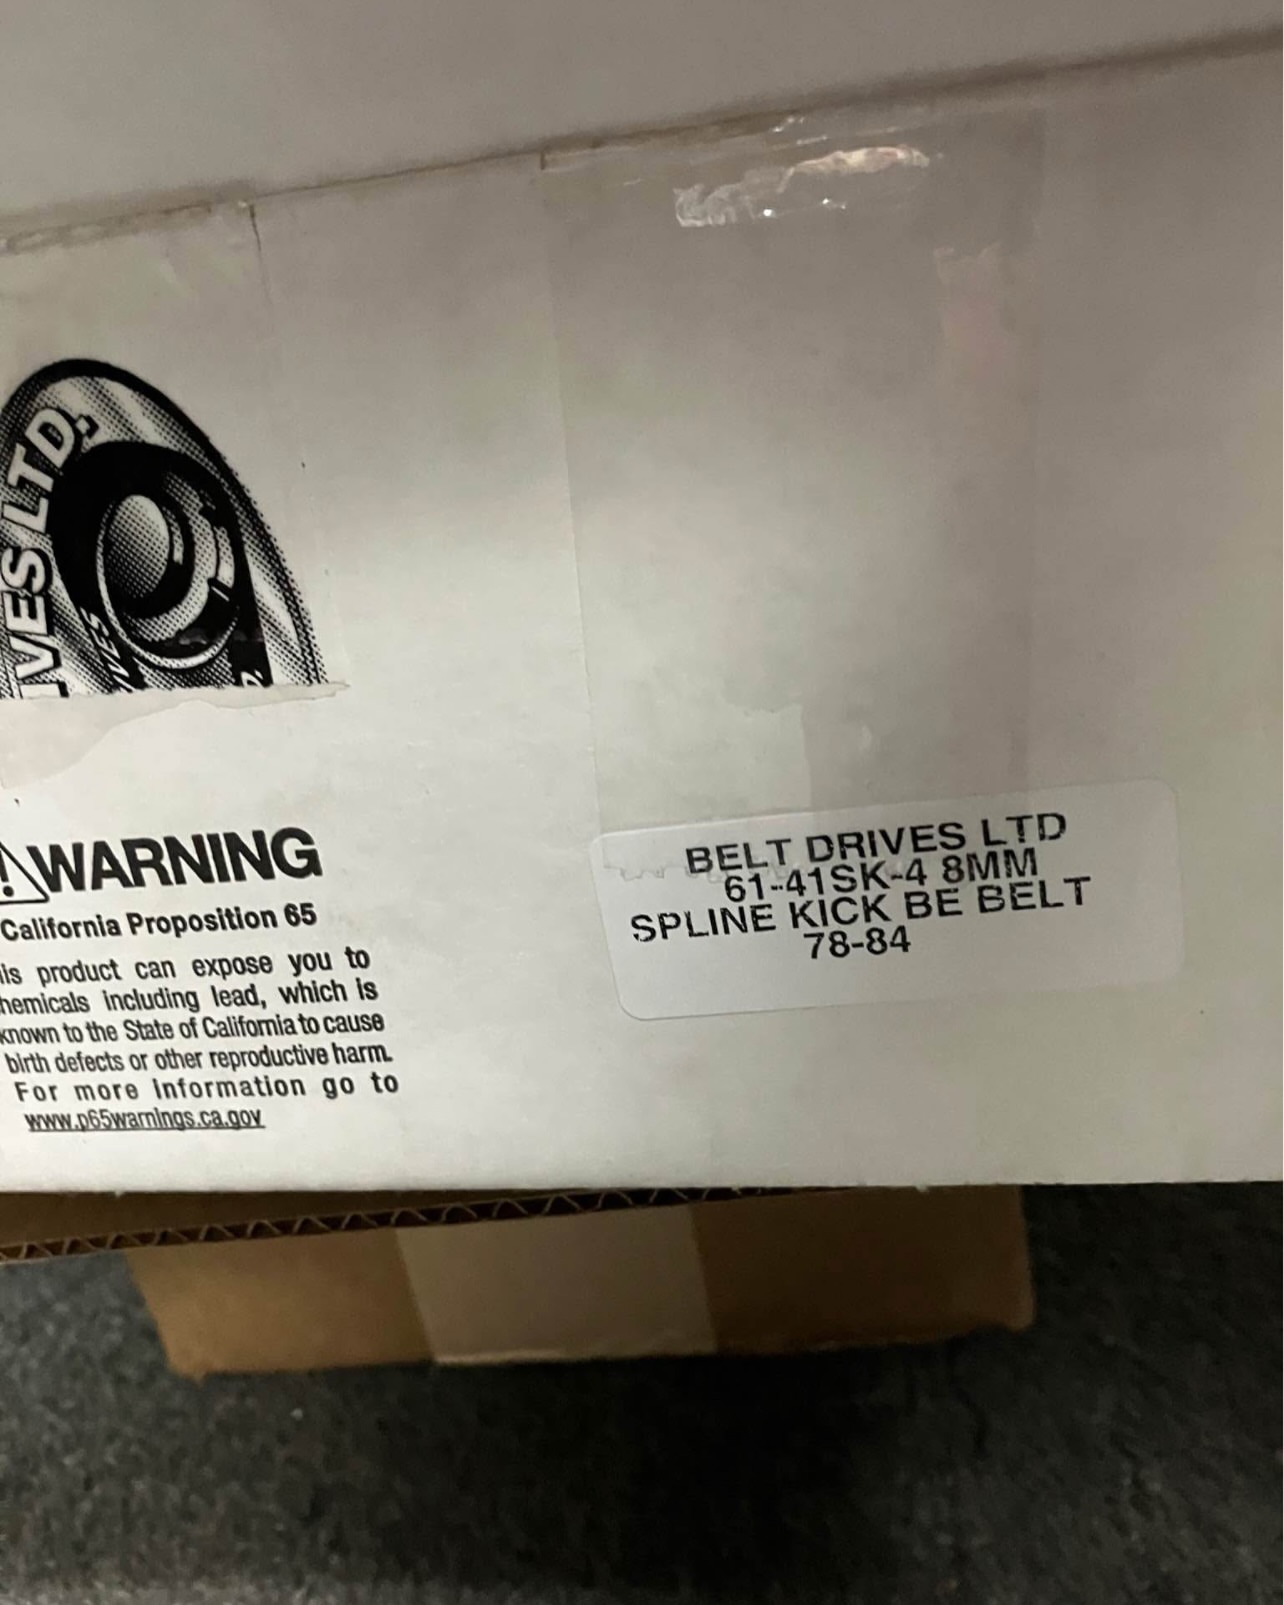 IVES LTD.
IVES
WARNING
California Proposition 65
is product can expose you to
hemicals including lead, which is
known to the State of California to cause
birth defects or other reproductive harm.
For more information go to
www.p65warnings.ca.gov
BELT DRIVES LTD
61-41SK-4 8MM
SPLINE KICK BE BELT
78-84